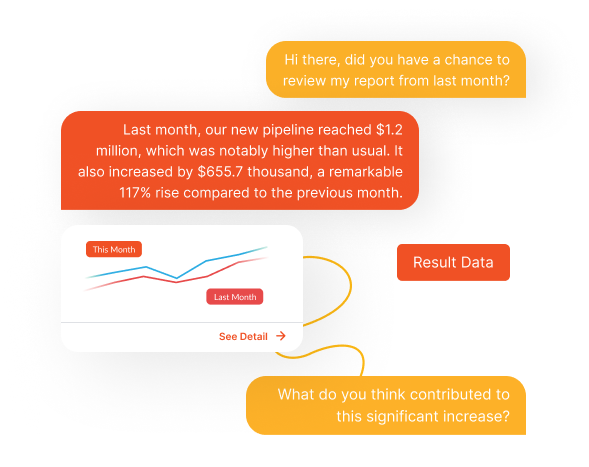 Hi there, did you have a chance to
review my report from last month?
Last month, our new pipeline reached $1.2
million, which was notably higher than usual. It
also increased by $655.7 thousand, a remarkable
117% rise compared to the previous month.
This Month
Last Month
See Detail →
Result Data
What do you think contributed to
this significant increase?